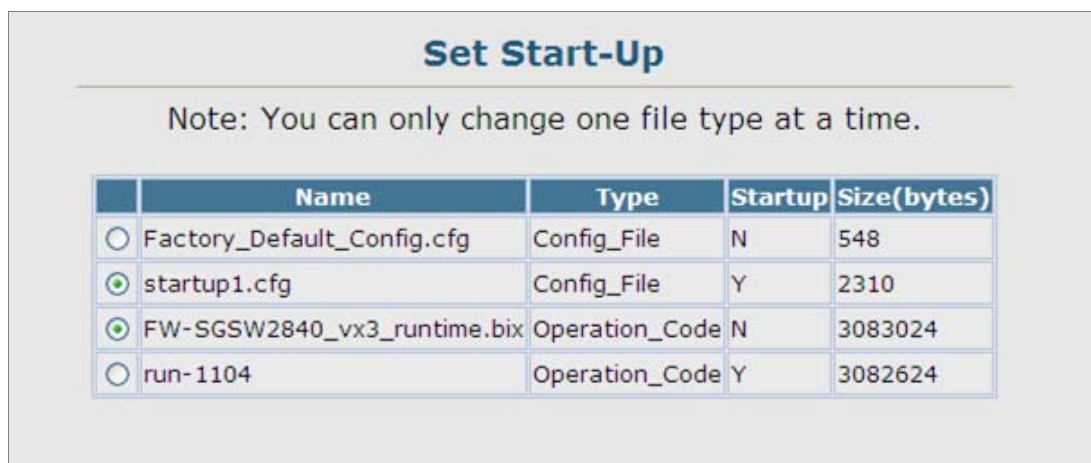 Set Start-Up
Note: You can only change one file type at a time.
Name Type Startup Size(bytes)
Factory_Default_Config.cfg Config_File N 548
startup1.cfg Config_File Y 2310
FW-SGSW2840_vx3_runtime.bix Operation_Code N 3083024
run-1104 Operation_Code Y 3082624